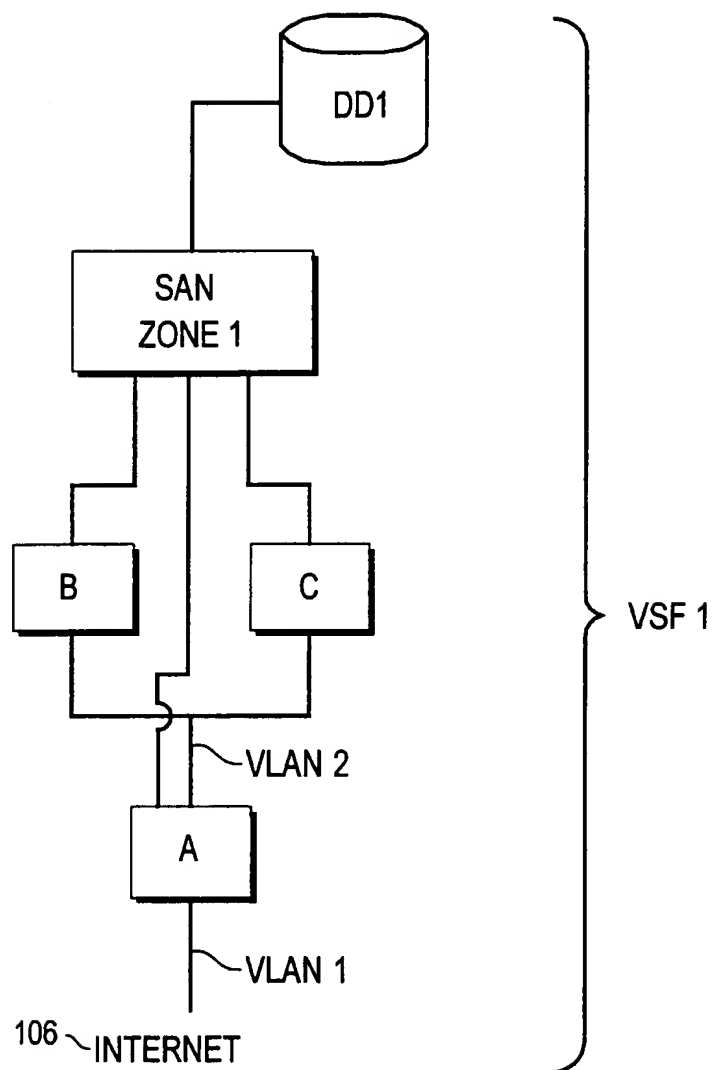 DD1
SAN
ZONE 1
B
C
VSF 1
VLAN 2
A
VLAN 1
106 INTERNET